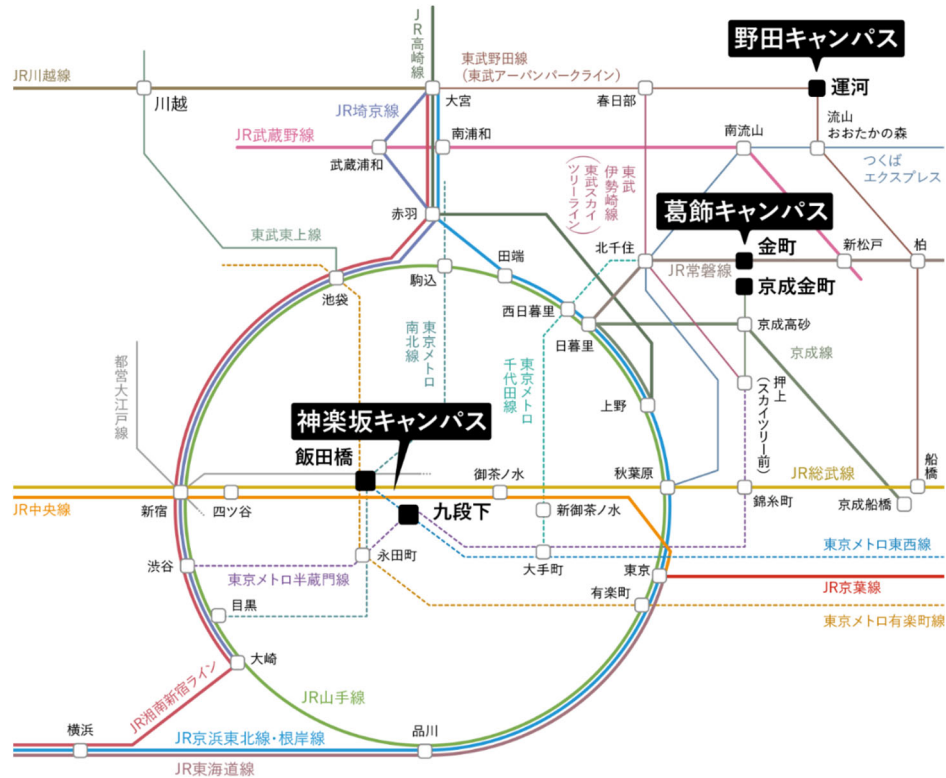 野田キャンパス
JR高崎線
東武野田線
(東武アーバンパークライン)
JR川越線
運河
川越
大宮
春日部
JR埼京線
流山
おおたかの森
JR武蔵野線
南浦和
南流山
武蔵浦和
つくば
エクスプレス
東武
伊勢崎線
(東武スカイ
ツリーライン)
葛飾キャンパス
赤羽
東武東上線
北千住
金町
新松戸
柏
田端
JR常磐線
駒込
池袋
京成金町
西日暮里
日暮里
京成高砂
東京メトロ
南北線
京成線
都営大江戸線
東京メトロ
千代田線
押上
(スカイツリー前)
上野
神楽坂キャンパス
飯田橋
御茶ノ水
秋葉原
JR総武線
船橋
JR中央線
新宿
四ツ谷
九段下
新御茶ノ水
錦糸町
京成船橋
永田町
大手町
東京メトロ東西線
渋谷
東京メトロ半蔵門線
東京
JR京葉線
目黒
有楽町
東京メトロ有楽町線
大崎
JR湘南新宿ライン
JR山手線
横浜
JR京浜東北線・根岸線
品川
JR東海道線